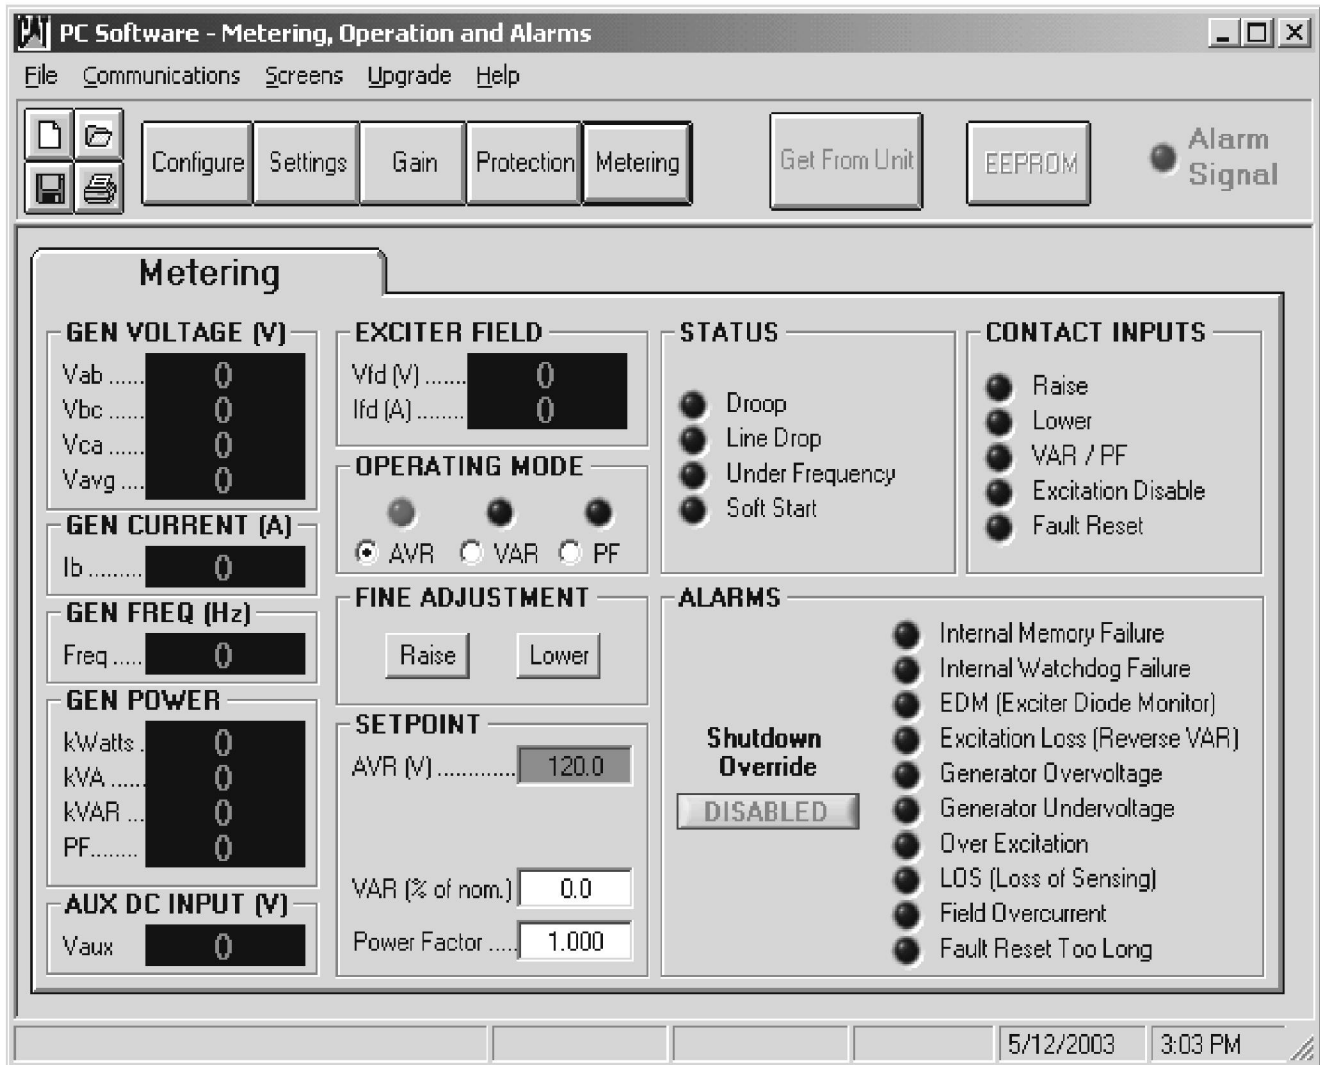 CAT PC Software - Metering, Operation and Alarms
File Communications Screens Upgrade Help
Configure Settings Gain Protection Metering Get From Unit EEPROM Alarm Signal
Metering
GEN VOLTAGE (V)
Vab ...... 0
Vbc ...... 0
Vca ...... 0
Vavg .... 0
GEN CURRENT (A)
Ib ......... 0
GEN FREQ (Hz)
Freq ..... 0
GEN POWER
kWatts . 0
kVA ...... 0
kVAR ... 0
PF........ 0
AUX DC INPUT (V)
Vaux 0
EXCITER FIELD
Vfd (V) ....... 0
Ifd (A) ........ 0
OPERATING MODE
AVR VAR PF
FINE ADJUSTMENT
Raise Lower
SETPOINT
AVR (V) ............. 120.0
VAR (% of nom.) 0.0
Power Factor ..... 1.000
STATUS
Droop
Line Drop
Under Frequency
Soft Start
CONTACT INPUTS
Raise
Lower
VAR / PF
Excitation Disable
Fault Reset
ALARMS
Shutdown
Override
DISABLED
Internal Memory Failure
Internal Watchdog Failure
EDM (Exciter Diode Monitor)
Excitation Loss (Reverse VAR)
Generator Overvoltage
Generator Undervoltage
Over Excitation
LOS (Loss of Sensing)
Field Overcurrent
Fault Reset Too Long
5/12/2003 3:03 PM